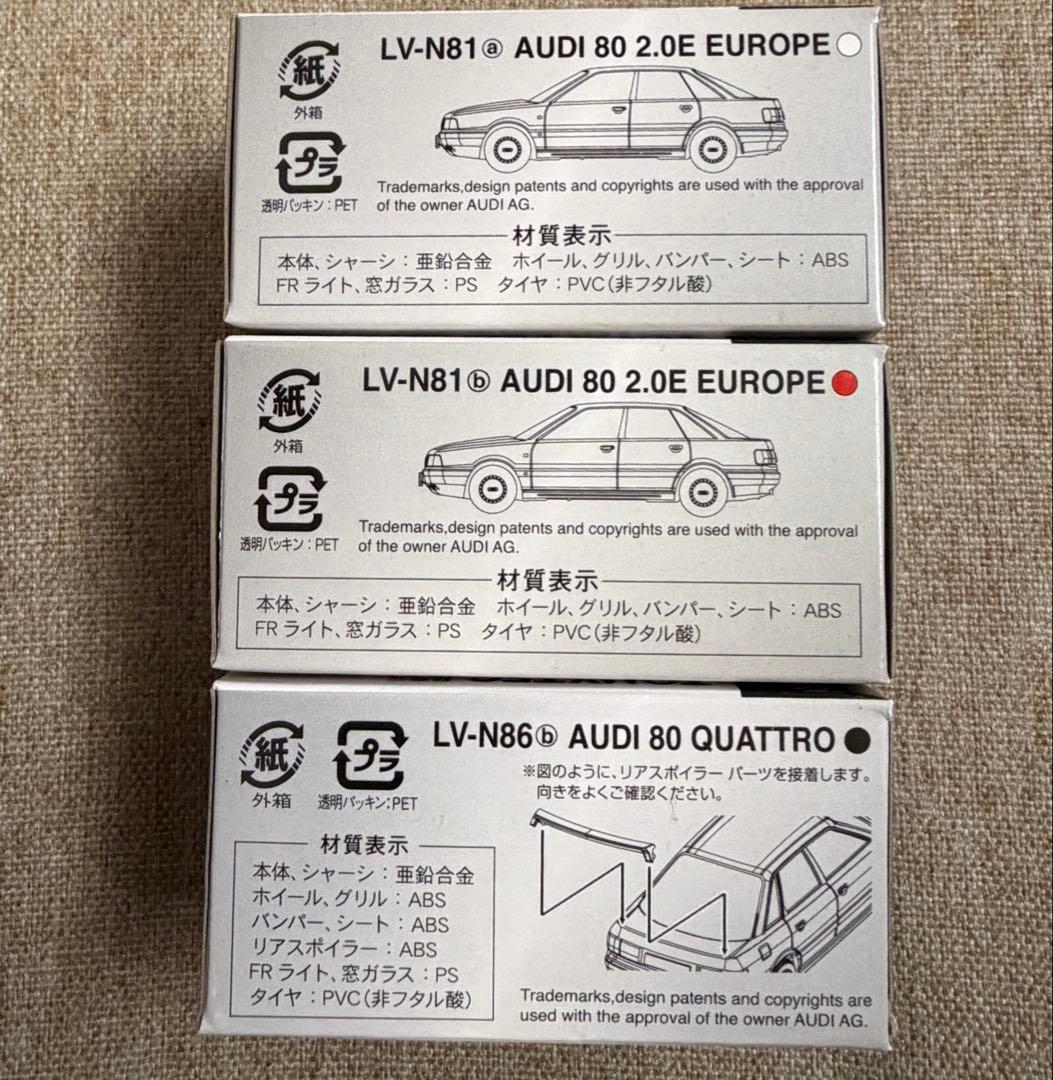 LV-N81ⓐ AUDI 80 2.0E EUROPE
紙
外箱
プラ
透明パッキン：PET
Trademarks,design patents and copyrights are used with the approval
of the owner AUDI AG.
材質表示
本体、シャーシ：亜鉛合金　ホイール、グリル、バンパー、シート：ABS
FRライト、窓ガラス：PS　タイヤ：PVC（非フタル酸）
LV-N81ⓑ AUDI 80 2.0E EUROPE
紙
外箱
プラ
透明パッキン：PET
Trademarks,design patents and copyrights are used with the approval
of the owner AUDI AG.
材質表示
本体、シャーシ：亜鉛合金　ホイール、グリル、バンパー、シート：ABS
FRライト、窓ガラス：PS　タイヤ：PVC（非フタル酸）
LV-N86ⓑ AUDI 80 QUATTRO
紙
外箱
プラ
透明パッキン：PET
※図のように、リアスポイラー パーツを接着します。
向きをよくご確認ください。
材質表示
本体、シャーシ：亜鉛合金
ホイール、グリル：ABS
バンパー、シート：ABS
リアスポイラー：ABS
FRライト、窓ガラス：PS
タイヤ：PVC（非フタル酸）
Trademarks,design patents and copyrights are
used with the approval of the owner AUDI AG.